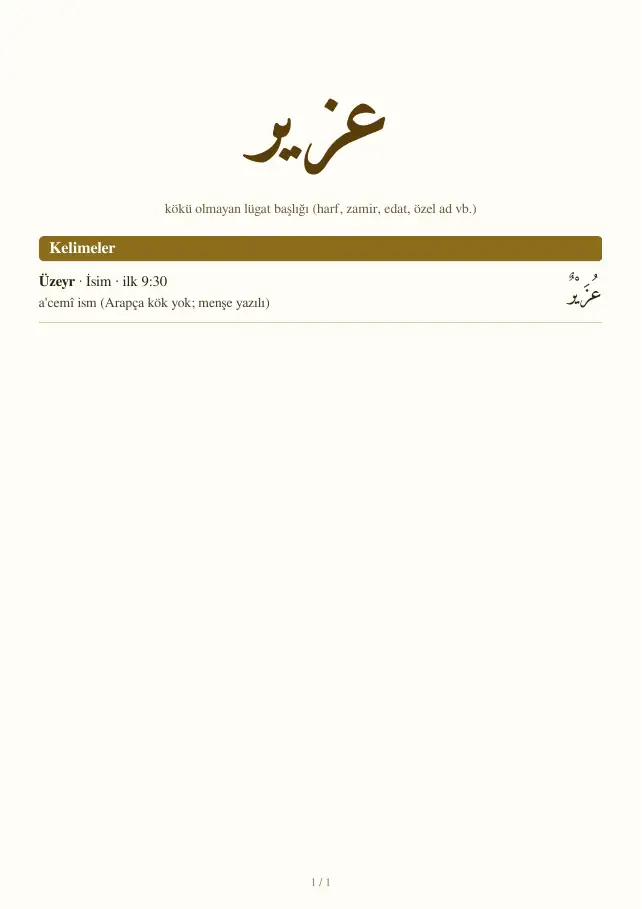 عزير
kökü olmayan lügat başlığı (harf, zamir, edat, özel ad vb.)
Kelimeler
Üzeyr · İsim · ilk 9:30
عُزَيْرٌ
a'cemî ism (Arapça kök yok; menşe yazılı)
1 / 1